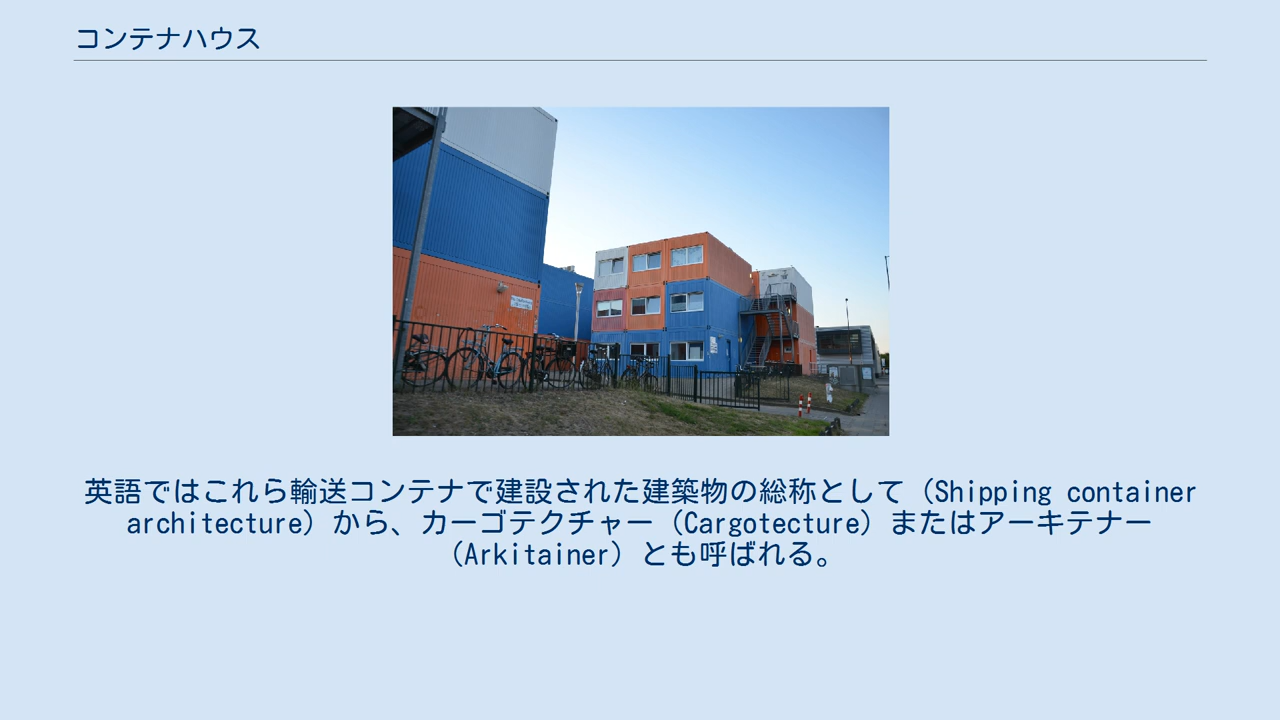 コンテナハウス
英語ではこれら輸送コンテナで建設された建築物の総称として（Shipping container
architecture）から、カーゴテクチャー（Cargotecture）またはアーキテナー
（Arkitainer）とも呼ばれる。